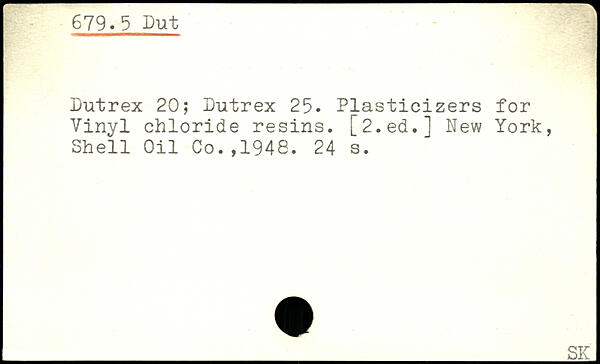 679.5 Dut
Dutrex 20; Dutrex 25. Plasticizers for
Vinyl chloride resins. [2.ed.] New York,
Shell Oil Co.,1948. 24 s.
SK